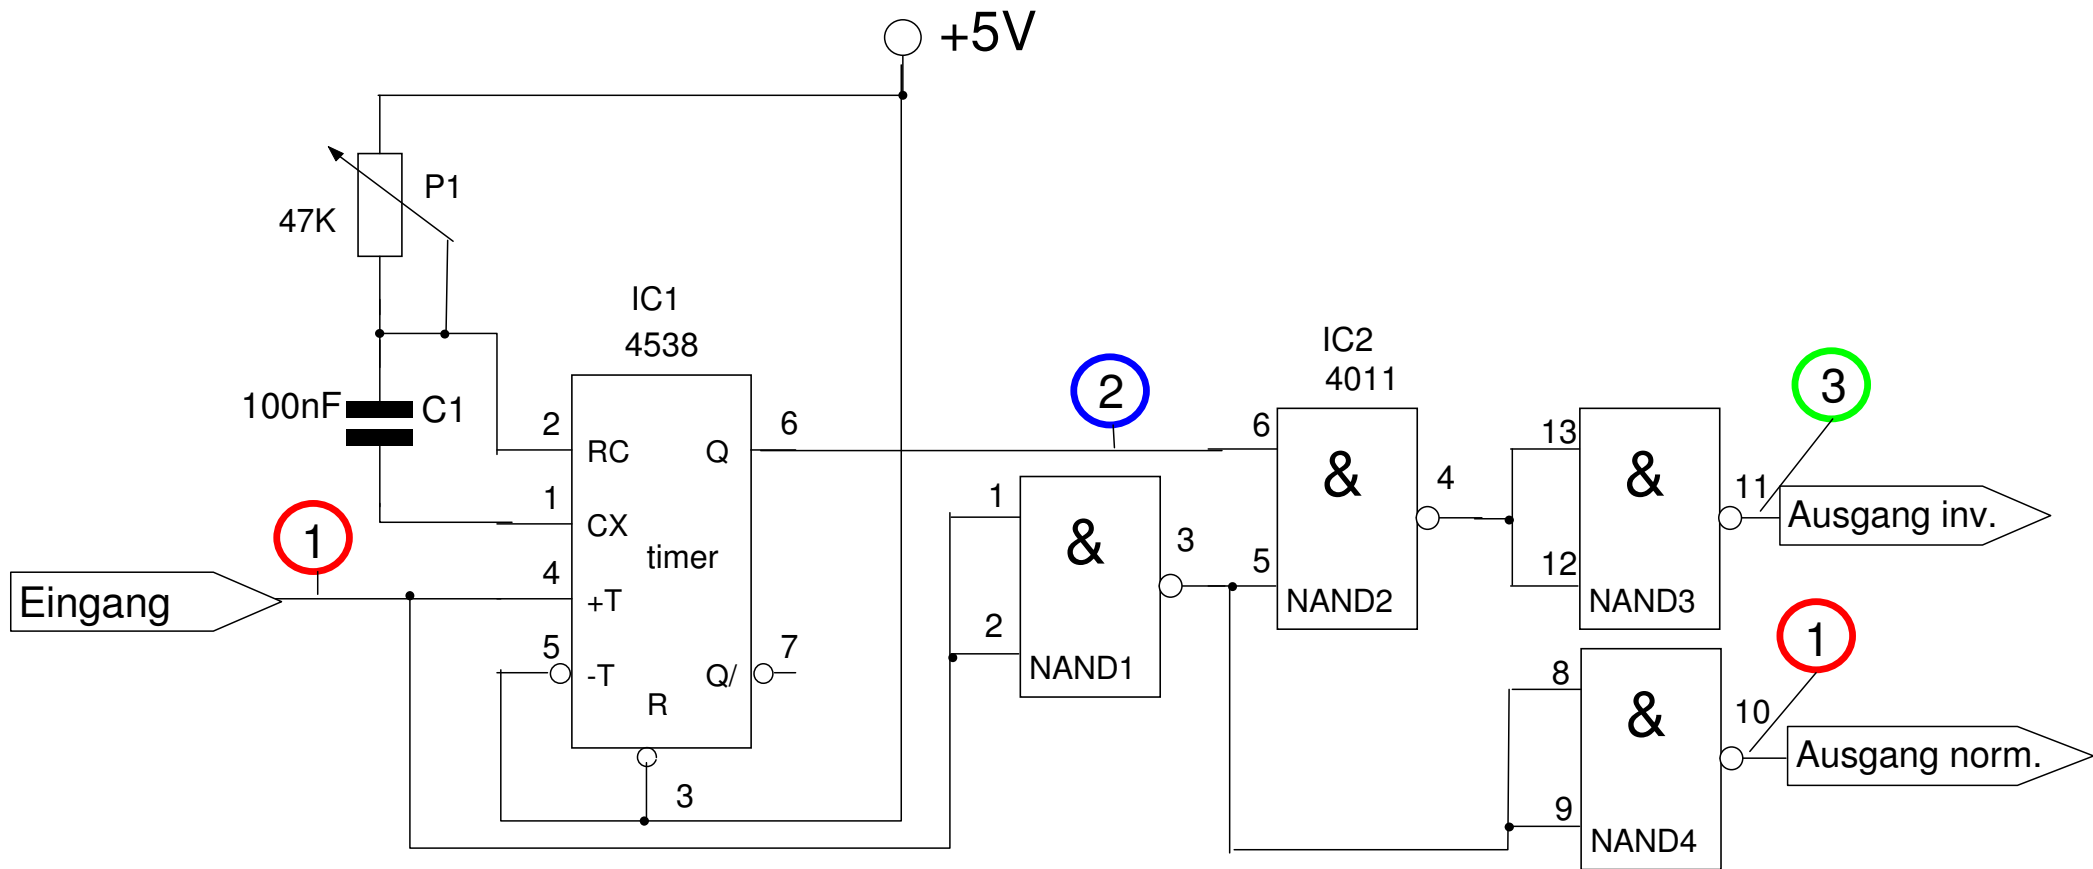 +5V
P1
47K
IC1
4538
100nF
C1
2
RC
Q
6
1
CX
timer
4
+T
5
-T
Q/
7
R
3
1
Eingang
2
IC2
4011
1
&
2
NAND1
3
6
&
5
NAND2
4
13
&
12
NAND3
11
3
Ausgang inv.
1
8
&
9
NAND4
10
Ausgang norm.